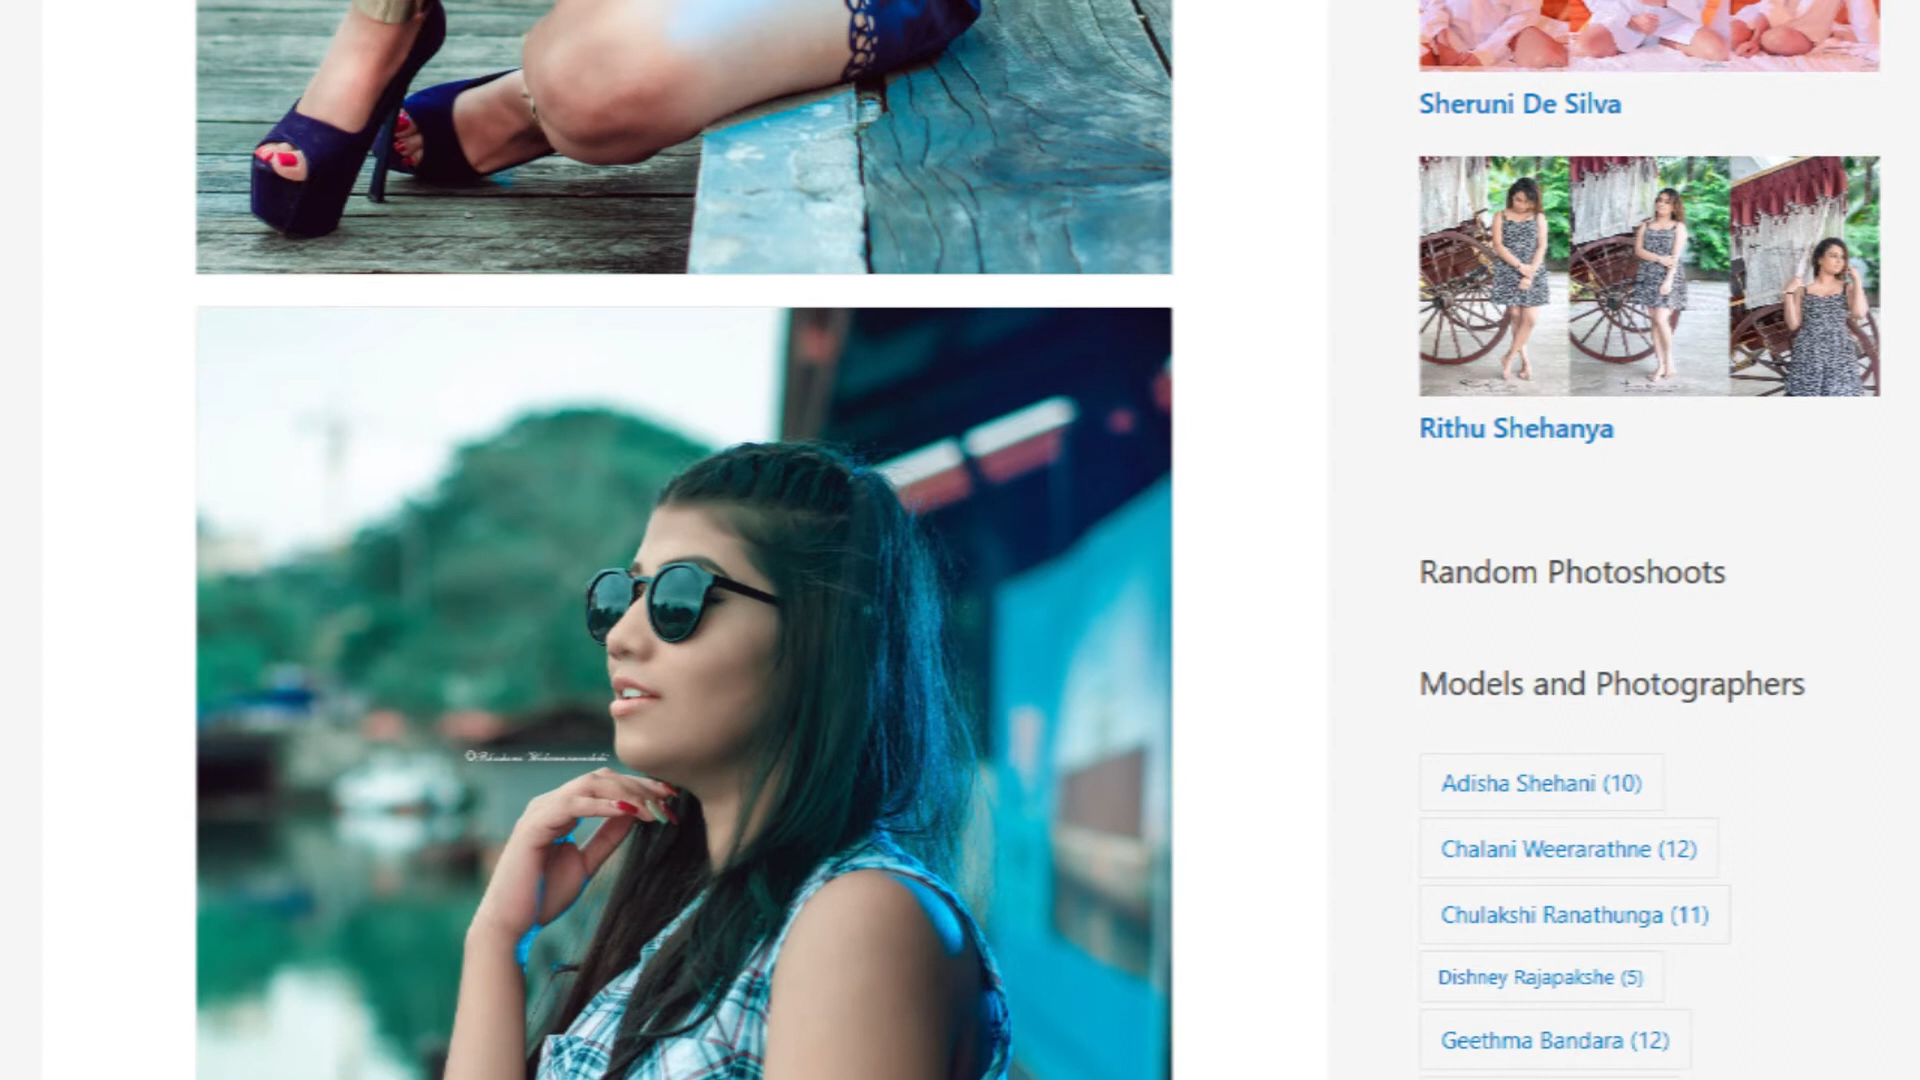 Sheruni De Silva
Rithu Shehanya
Random Photoshoots
Models and Photographers
Adisha Shehani (10)
Chalani Weerarathne (12)
Chulakshi Ranathunga (11)
Dishney Rajapakshe (5)
Geethma Bandara (12)